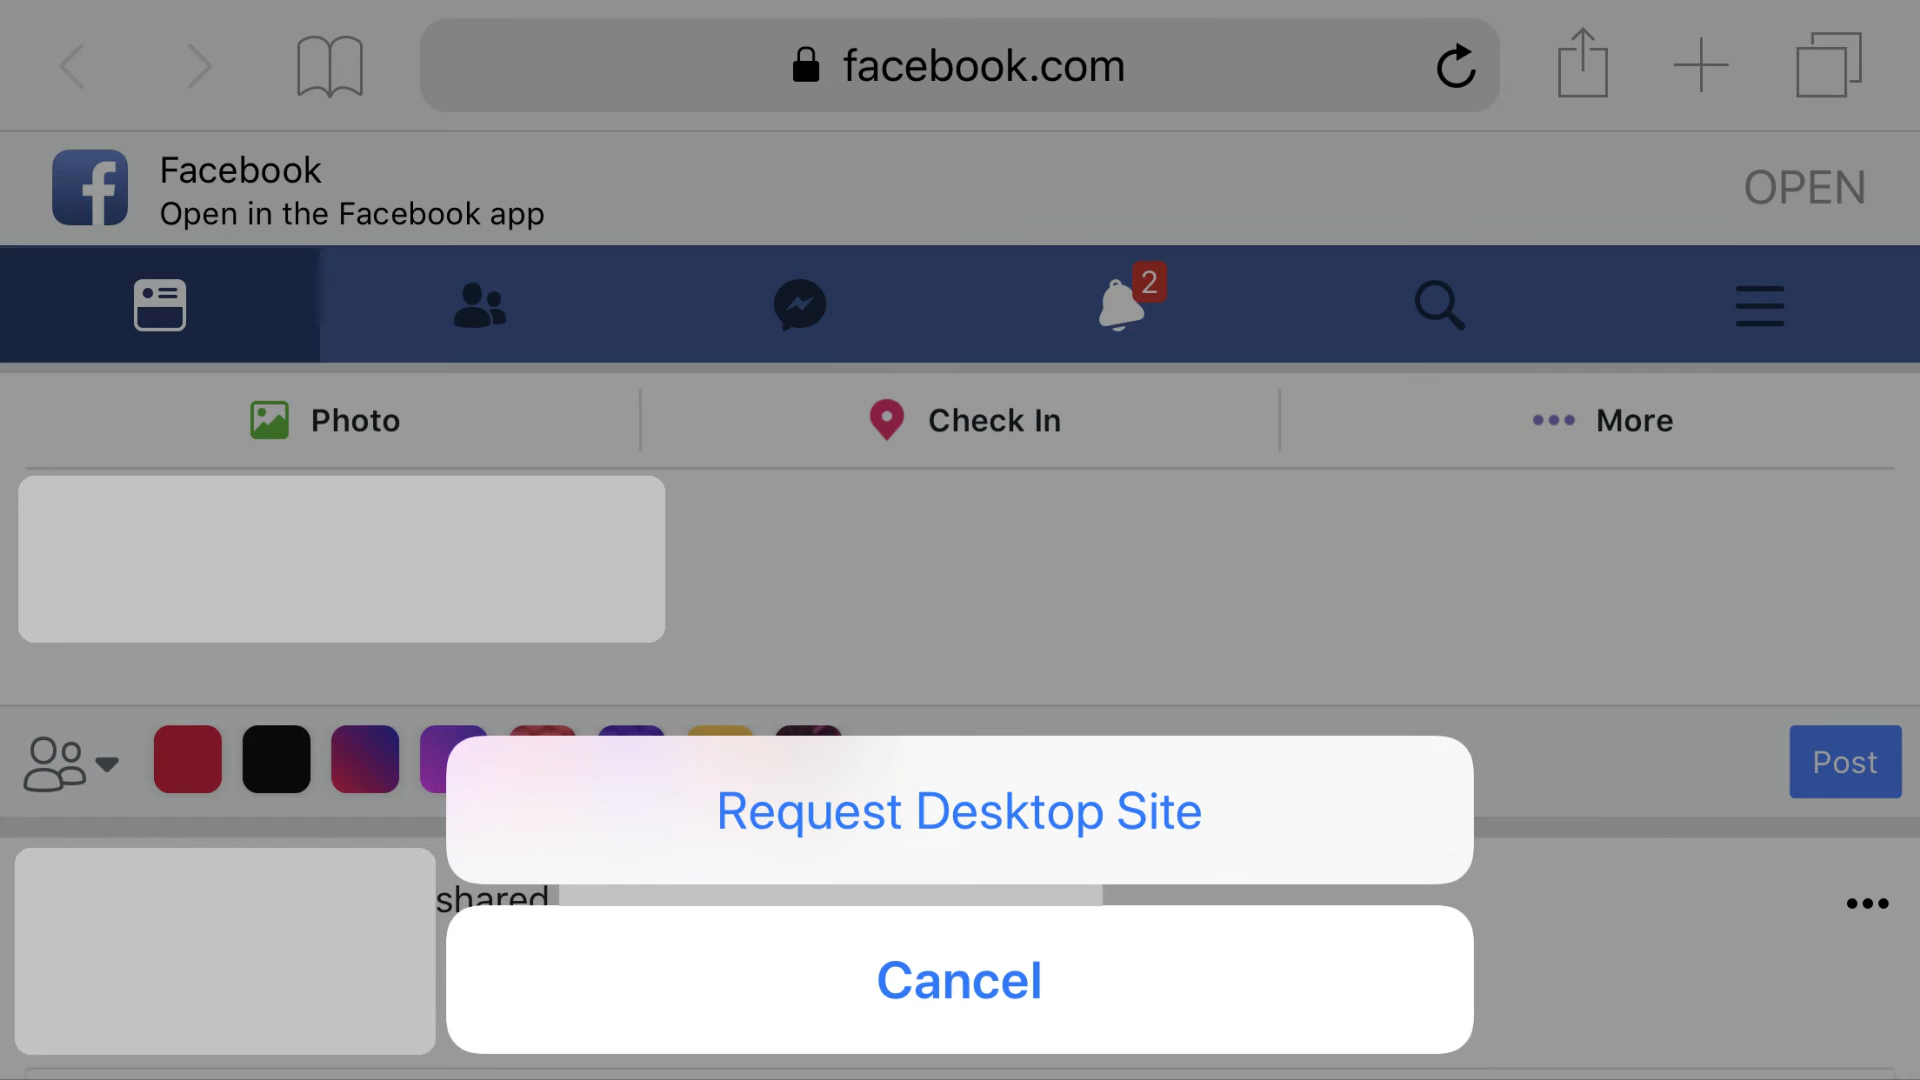 facebook.com
Facebook
Open in the Facebook app
OPEN
2
Photo
Check In
More
Post
Request Desktop Site
shared
Cancel